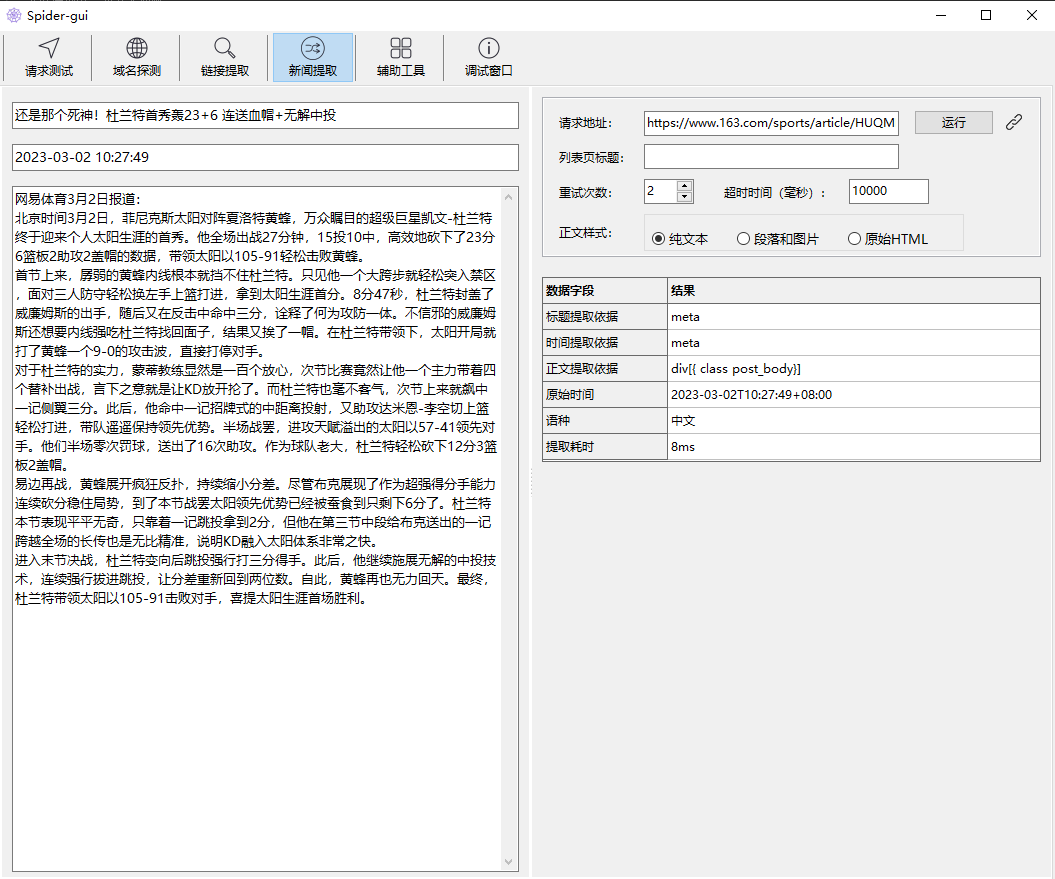 Spider-gui
请求测试
域名探测
链接提取
新闻提取
辅助工具
调试窗口
还是那个死神！杜兰特首秀轰23+6 连送血帽+无解中投
2023-03-02 10:27:49
网易体育3月2日报道：
北京时间3月2日，菲尼克斯太阳对阵夏洛特黄蜂，万众瞩目的超级巨星凯文-杜兰特
终于迎来个人太阳生涯的首秀。他全场出战27分钟，15投10中，高效地砍下了23分
6篮板2助攻2盖帽的数据，带领太阳以105-91轻松击败黄蜂。
首节上来，孱弱的黄蜂内线根本就挡不住杜兰特。只见他一个大跨步就轻松突入禁区
，面对三人防守轻松换左手上篮打进，拿到太阳生涯首分。8分47秒，杜兰特封盖了
威廉姆斯的出手，随后又在反击中命中三分，诠释了何为攻防一体。不信邪的威廉姆
斯还想要内线强吃杜兰特找回面子，结果又挨了一帽。在杜兰特带领下，太阳开局就
打了黄蜂一个9-0的攻击波，直接打停对手。
对于杜兰特的实力，蒙蒂教练显然是一百个放心，次节比赛竟然让他一个主力带着四
个替补出战，言下之意就是让KD放开抡了。而杜兰特也毫不客气，次节上来就飙中
一记侧翼三分。此后，他命中一记招牌式的中距离投射，又助攻达米恩-李空切上篮
轻松打进，带队遥遥保持领先优势。半场战罢，进攻天赋溢出的太阳以57-41领先对
手。他们半场零次罚球，送出了16次助攻。作为球队老大，杜兰特轻松砍下12分3篮
板2盖帽。
易边再战，黄蜂展开疯狂反扑，持续缩小分差。尽管布克展现了作为超强得分手能力
连续砍分稳住局势，到了本节战罢太阳领先优势已经被蚕食到只剩下6分了。杜兰特
本节表现平平无奇，只靠着一记跳投拿到2分，但他在第三节中段给布克送出的一记
跨越全场的长传也是无比精准，说明KD融入太阳体系非常之快。
进入末节决战，杜兰特变向后跳投强行打三分得手。此后，他继续施展无解的中投技
术，连续强行拔进跳投，让分差重新回到两位数。自此，黄蜂再也无力回天。最终，
杜兰特带领太阳以105-91击败对手，喜提太阳生涯首场胜利。
请求地址： https://www.163.com/sports/article/HUQM 运行
列表页标题：
重试次数： 2 超时时间（毫秒）： 10000
正文样式： 纯文本 段落和图片 原始HTML
数据字段 结果
标题提取依据 meta
时间提取依据 meta
正文提取依据 div[{ class post_body}]
原始时间 2023-03-02T10:27:49+08:00
语种 中文
提取耗时 8ms